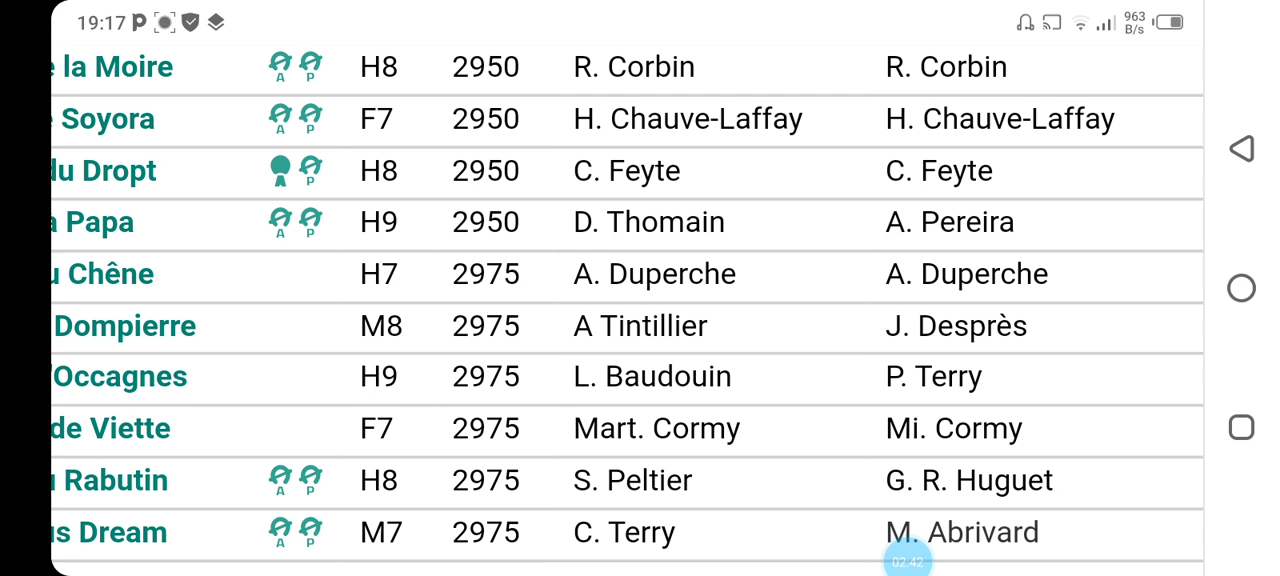 19:17 P 963 B/s
e la Moire A P H8 2950 R. Corbin R. Corbin
e Soyora A P F7 2950 H. Chauve-Laffay H. Chauve-Laffay
du Dropt P H8 2950 C. Feyte C. Feyte
a Papa A P H9 2950 D. Thomain A. Pereira
u Chêne H7 2975 A. Duperche A. Duperche
Dompierre M8 2975 A Tintillier J. Desprès
'Occagnes H9 2975 L. Baudouin P. Terry
de Viette F7 2975 Mart. Cormy Mi. Cormy
u Rabutin A P H8 2975 S. Peltier G. R. Huguet
is Dream A P M7 2975 C. Terry M. Abrivard
02:42